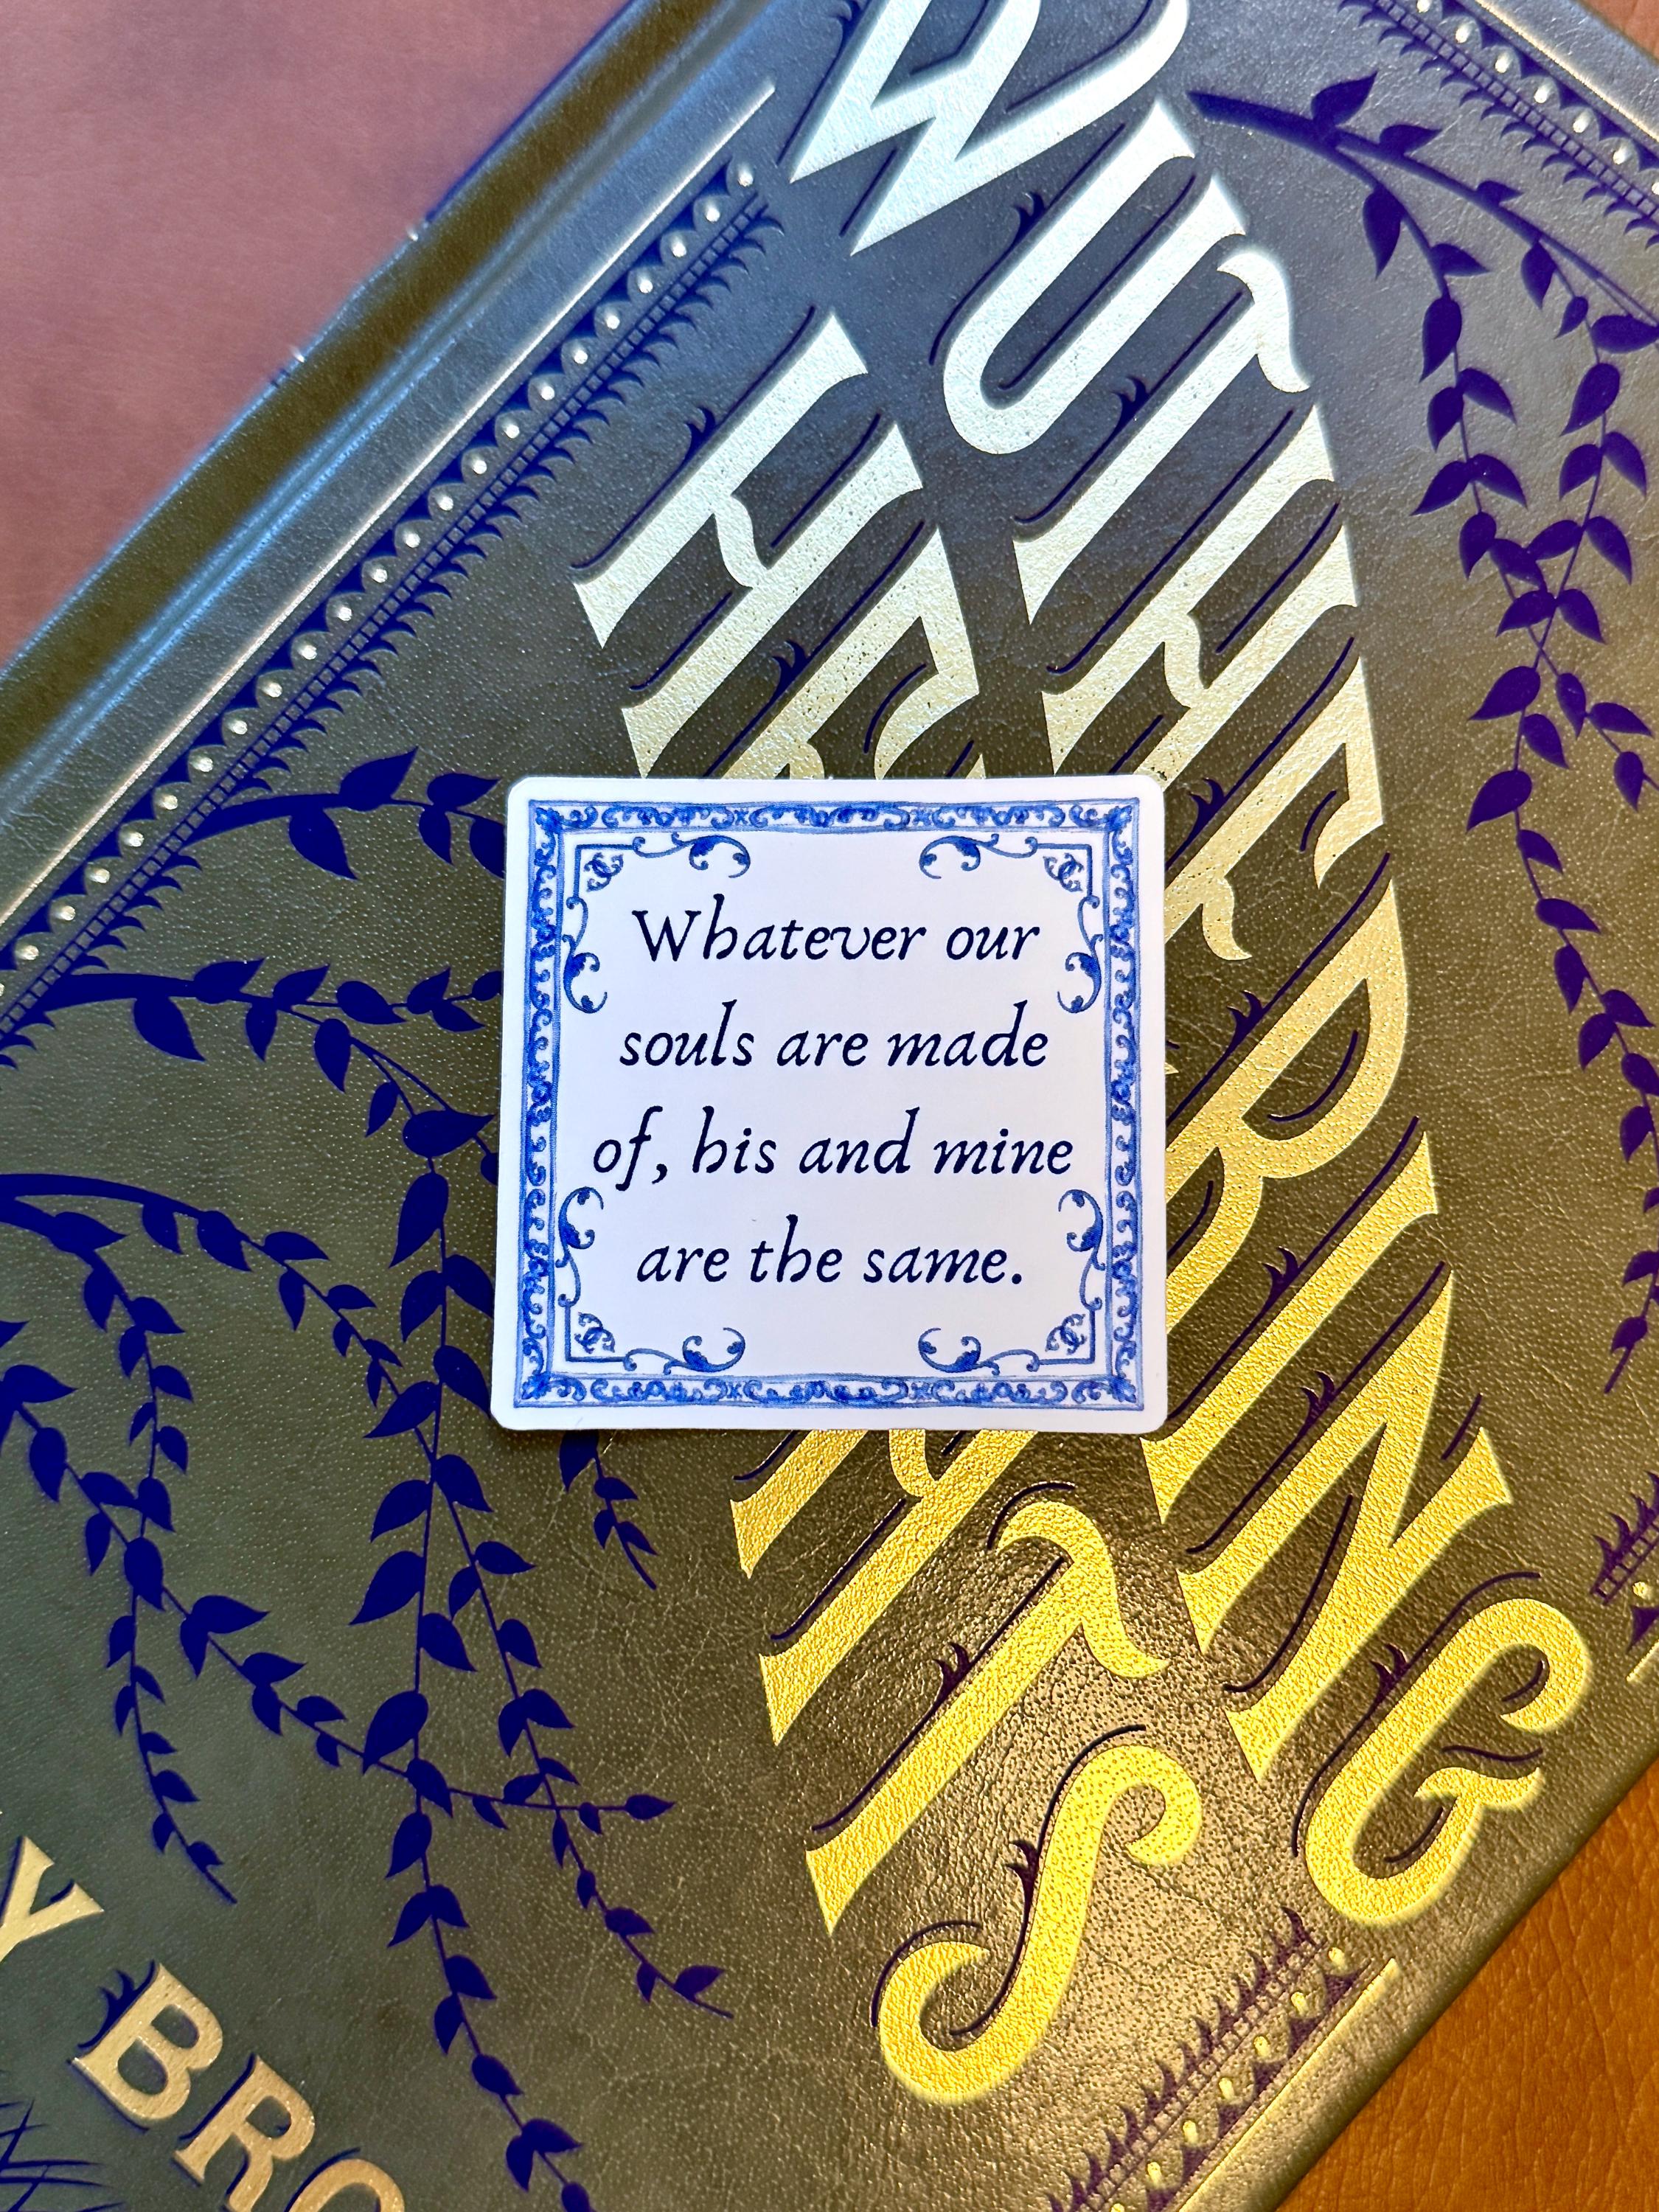 WUTHERING
HEIGHTS
Whatever our
souls are made
of, his and mine
are the same.
Y BRO